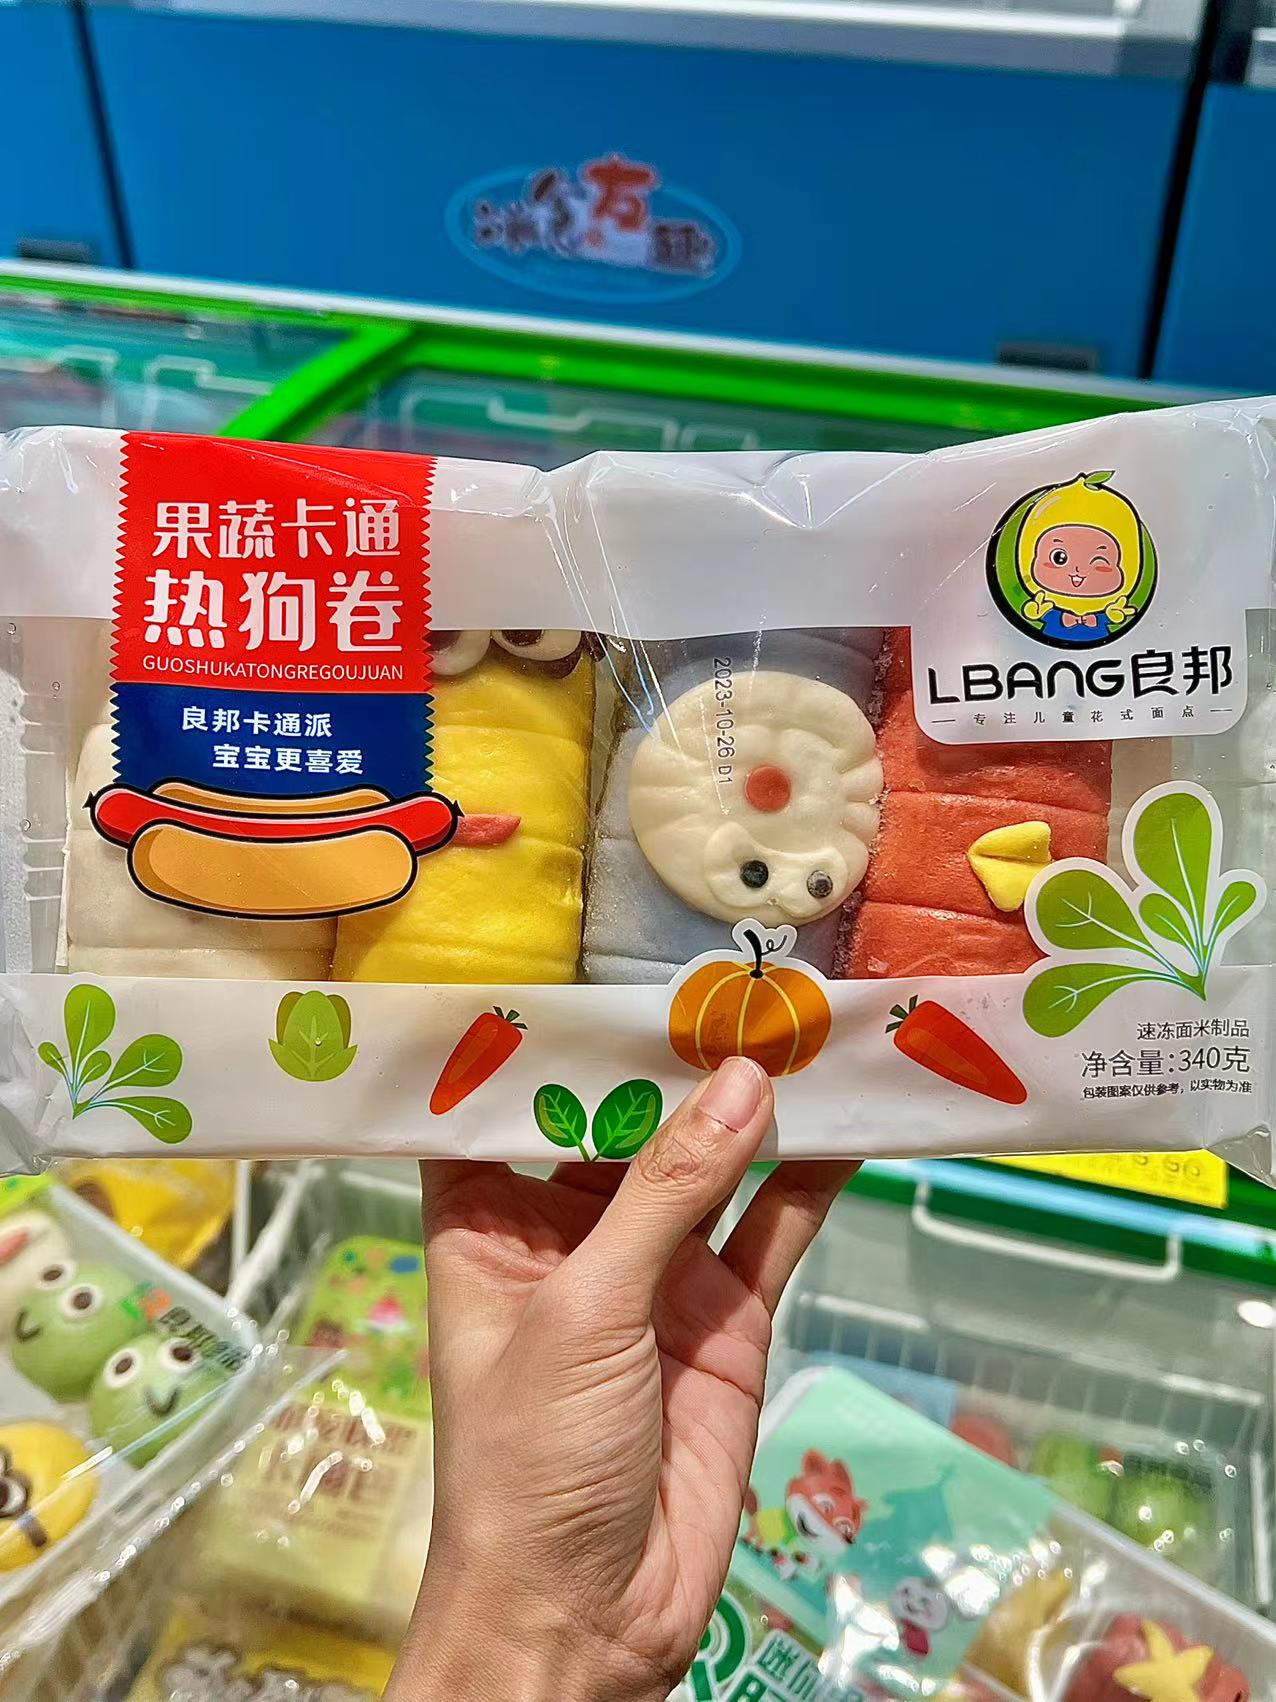 果蔬卡通
热狗卷
GUOSHUKATONGREGOUJUAN
良邦卡通派
宝宝更喜爱
LBANG良邦
专注儿童花式面点
2023-10-26 D1
速冻面米制品
净含量:340克
包装图案仅供参考，以实物为准